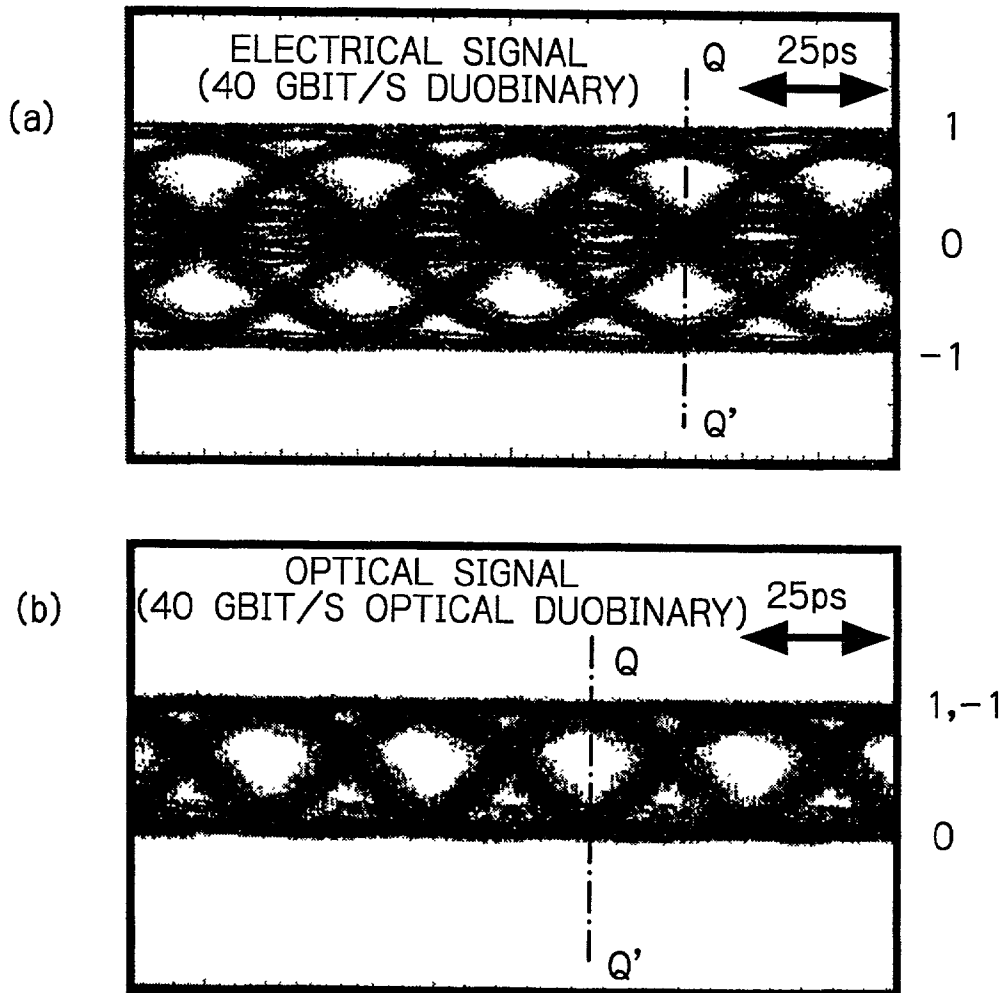 (a)
ELECTRICAL SIGNAL
(40 GBIT/S DUOBINARY)
Q
25ps
1
0
-1
Q'
(b)
OPTICAL SIGNAL
(40 GBIT/S OPTICAL DUOBINARY)
25ps
Q
1,-1
0
Q'